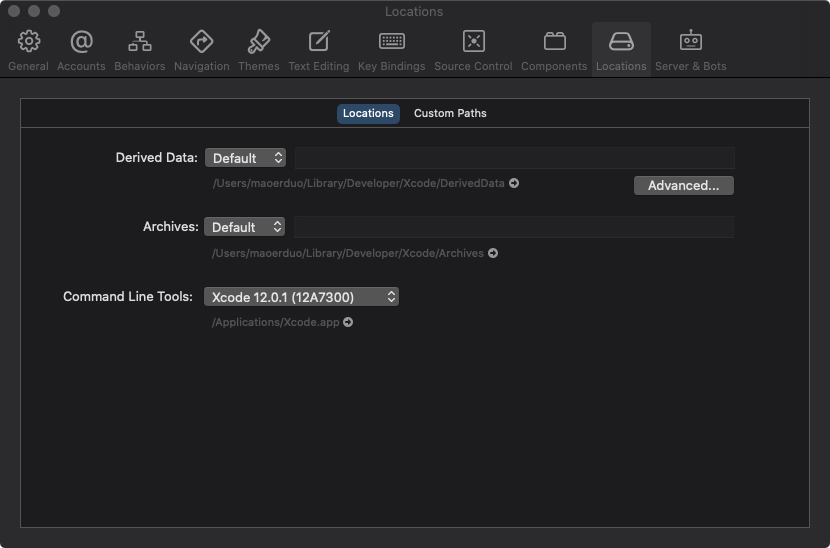 Locations
General Accounts Behaviors Navigation Themes Text Editing Key Bindings Source Control Components Locations Server & Bots
Locations Custom Paths
Derived Data: Default
/Users/maoerduo/Library/Developer/Xcode/DerivedData
Advanced...
Archives: Default
/Users/maoerduo/Library/Developer/Xcode/Archives
Command Line Tools: Xcode 12.0.1 (12A7300)
/Applications/Xcode.app